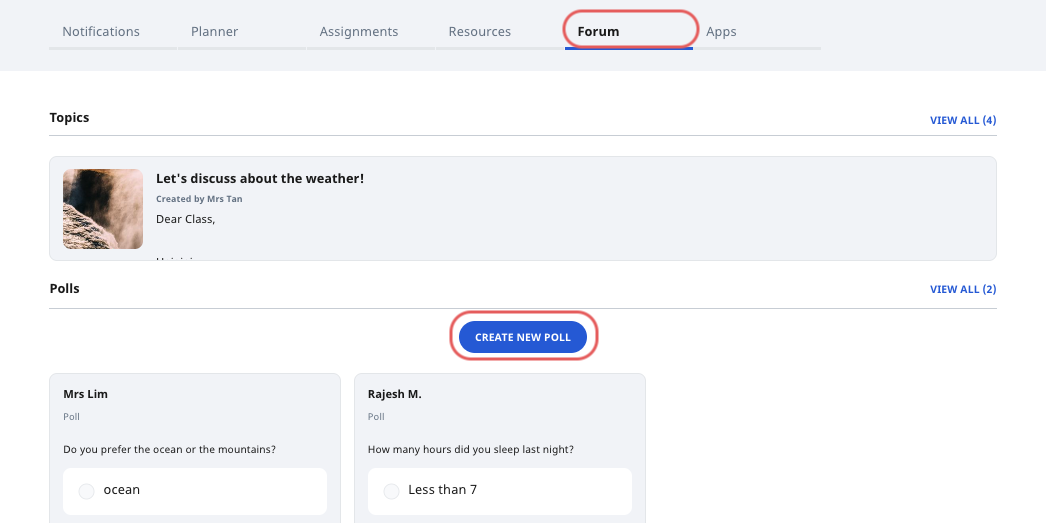 Notifications
Planner
Assignments
Resources
Forum
Apps
Topics
VIEW ALL (4)
Let's discuss about the weather!
Created by Mrs Tan
Dear Class,
Polls
VIEW ALL (2)
CREATE NEW POLL
Mrs Lim
Poll
Do you prefer the ocean or the mountains?
ocean
Rajesh M.
Poll
How many hours did you sleep last night?
Less than 7